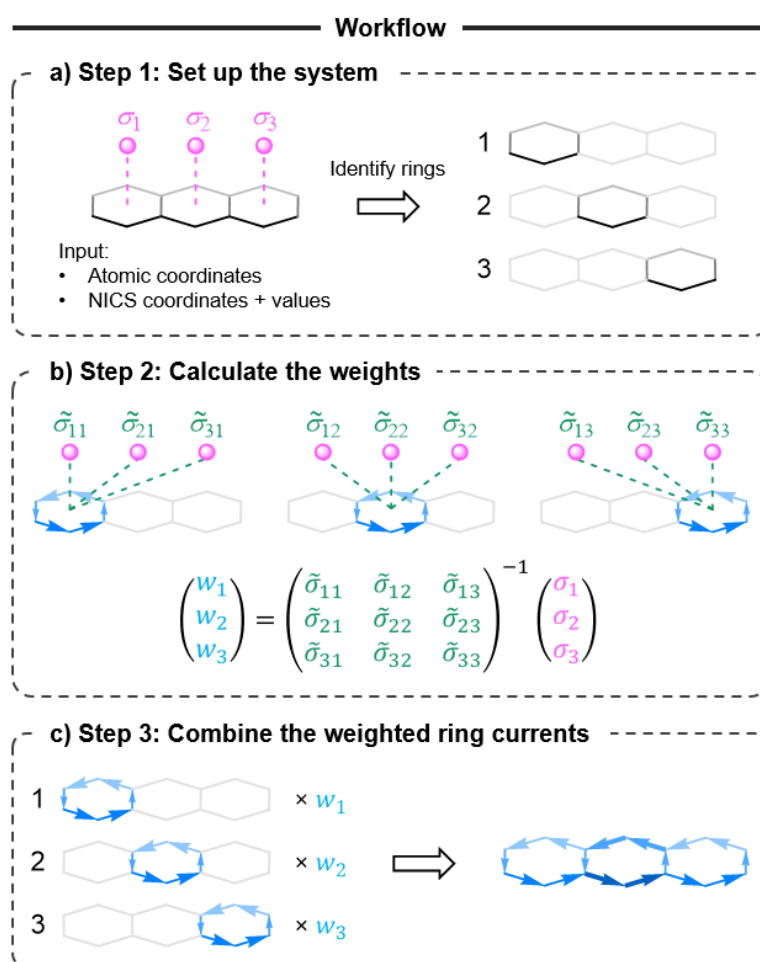 Workflow
a) Step 1: Set up the system
σ₁ σ₂ σ₃
Identify rings
1
2
3
Input:
• Atomic coordinates
• NICS coordinates + values
b) Step 2: Calculate the weights
σ̃₁₁ σ̃₂₁ σ̃₃₁ σ̃₁₂ σ̃₂₂ σ̃₃₂ σ̃₁₃ σ̃₂₃ σ̃₃₃
(w₁ w₂ w₃) = (σ̃₁₁ σ̃₁₂ σ̃₁₃
σ̃₂₁ σ̃₂₂ σ̃₂₃
σ̃₃₁ σ̃₃₂ σ̃₃₃)⁻¹ (σ₁ σ₂ σ₃)
c) Step 3: Combine the weighted ring currents
1 × w₁
2 × w₂
3 × w₃